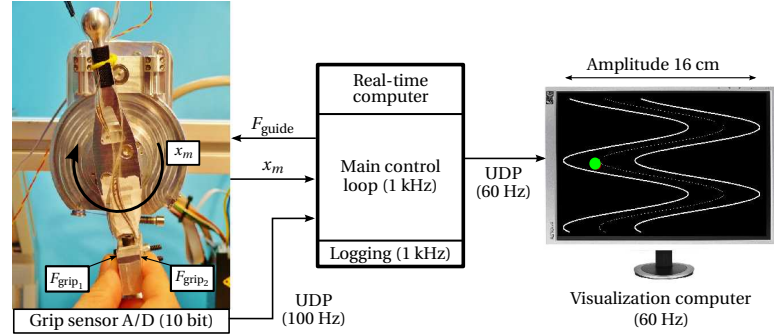 x_m
F_grip1
F_grip2
Grip sensor A/D (10 bit)
F_guide
x_m
UDP
(100 Hz)
Real-time
computer
Main control
loop (1 kHz)
Logging (1 kHz)
UDP
(60 Hz)
Amplitude 16 cm
Visualization computer
(60 Hz)